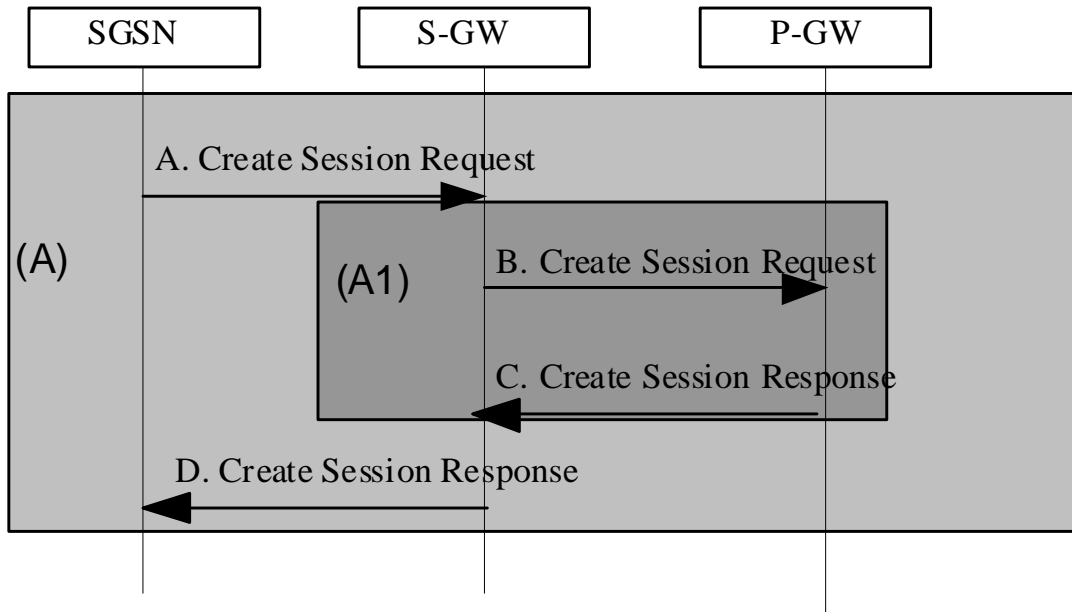 SGSN
S-GW
P-GW
A. Create Session Request
(A)
(A1)
B. Create Session Request
C. Create Session Response
D. Create Session Response